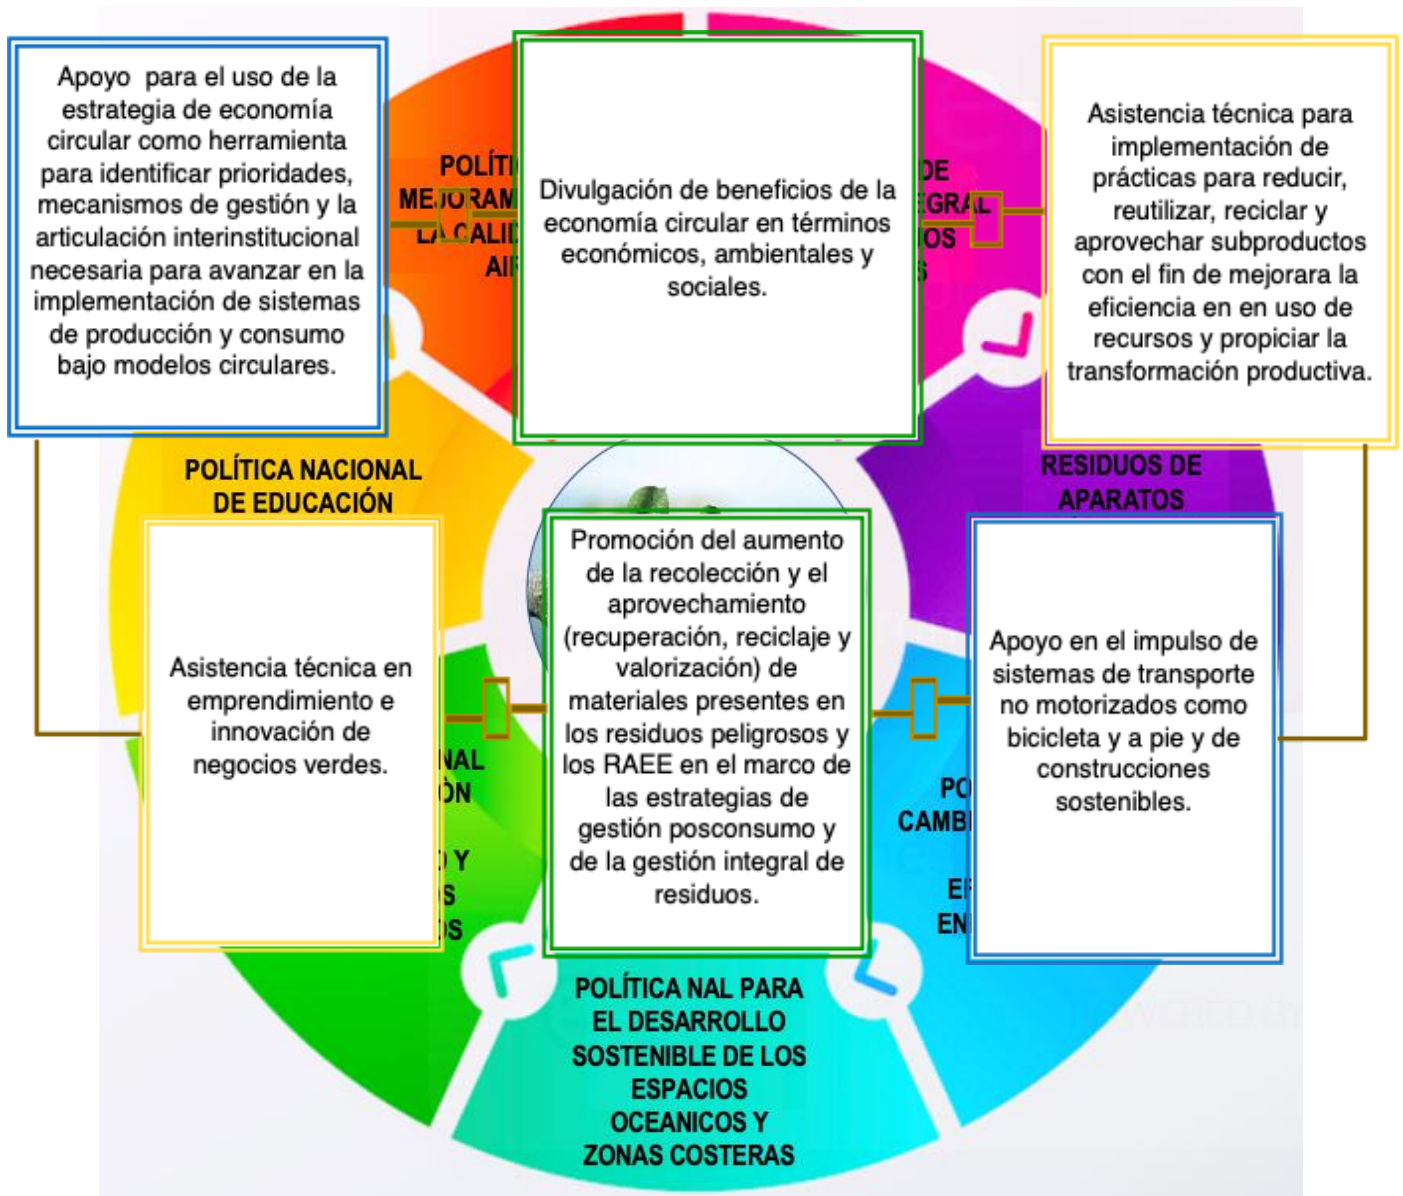 Apoyo para el uso de la
estrategia de economía
circular como herramienta
para identificar prioridades,
mecanismos de gestión y la
articulación interinstitucional
necesaria para avanzar en la
implementación de sistemas
de producción y consumo
bajo modelos circulares.
Divulgación de beneficios de la
economía circular en términos
económicos, ambientales y
sociales.
Asistencia técnica para
implementación de
prácticas para reducir,
reutilizar, reciclar y
aprovechar subproductos
con el fin de mejorara la
eficiencia en en uso de
recursos y propiciar la
transformación productiva.
DE
POLÍTICA NACIONAL
DE EDUCACIÓN
RESIDUOS DE
APARATOS
Asistencia técnica en
emprendimiento e
innovación de
negocios verdes.
Promoción del aumento
de la recolección y el
aprovechamiento
(recuperación, reciclaje y
valorización) de
materiales presentes en
los residuos peligrosos y
los RAEE en el marco de
las estrategias de
gestión posconsumo y
de la gestión integral de
residuos.
Apoyo en el impulso de
sistemas de transporte
no motorizados como
bicicleta y a pie y de
construcciones
sostenibles.
Y
POLÍTICA NAL PARA
EL DESARROLLO
SOSTENIBLE DE LOS
ESPACIOS
OCEANICOS Y
ZONAS COSTERAS